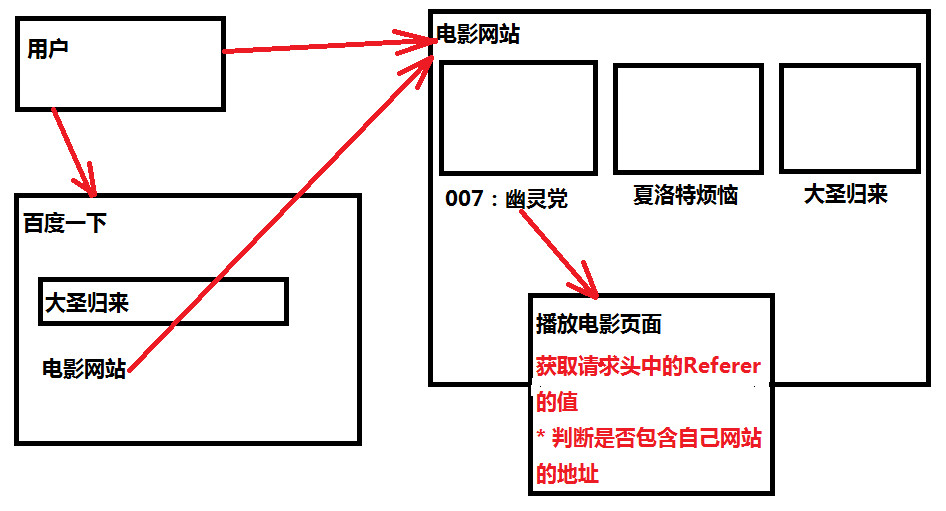 用户
百度一下
大圣归来
电影网站
电影网站
007：幽灵党
夏洛特烦恼
大圣归来
播放电影页面
获取请求头中的Referer
的值
* 判断是否包含自己网站
的地址